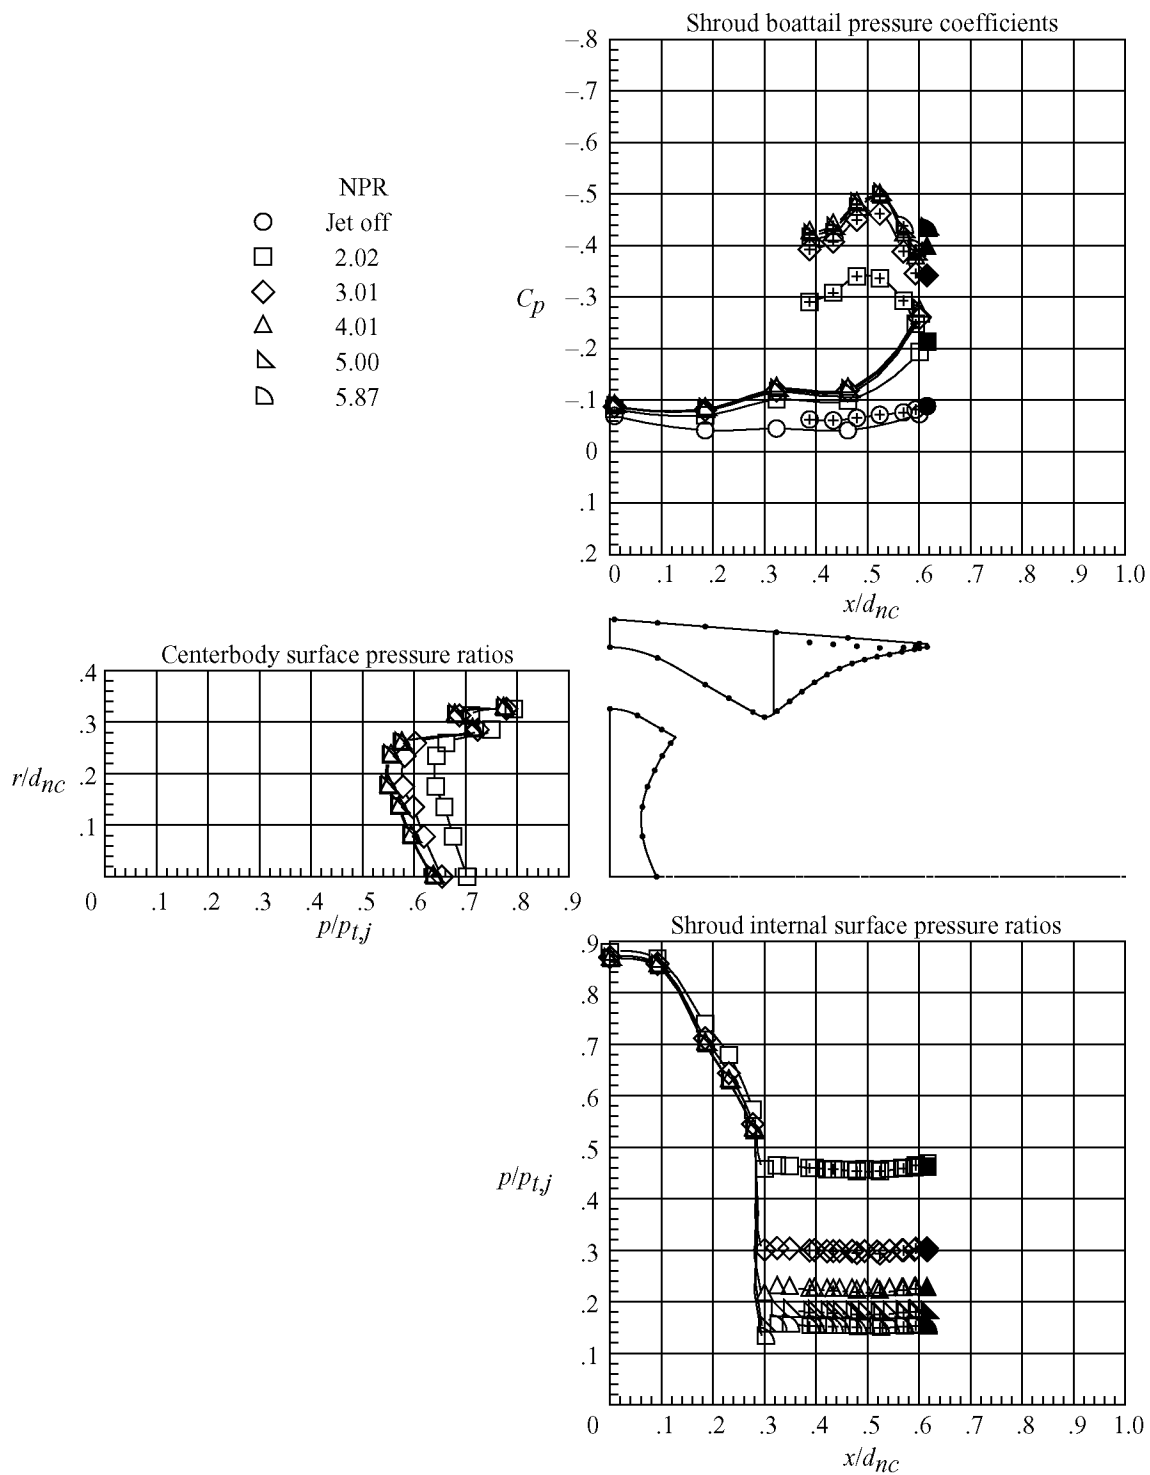 Shroud boattail pressure coefficients
–.8
–.7
–.6
–.5
–.4
–.3
–.2
–.1
0
.1
.2
C_p
0 .1 .2 .3 .4 .5 .6 .7 .8 .9 1.0
x/d_nc
NPR
Jet off
2.02
3.01
4.01
5.00
5.87
Centerbody surface pressure ratios
.4
.3
.2
.1
r/d_nc
0 .1 .2 .3 .4 .5 .6 .7 .8 .9
p/p_t,j
Shroud internal surface pressure ratios
.9
.8
.7
.6
.5
.4
.3
.2
.1
p/p_t,j
0 .1 .2 .3 .4 .5 .6 .7 .8 .9 1.0
x/d_nc